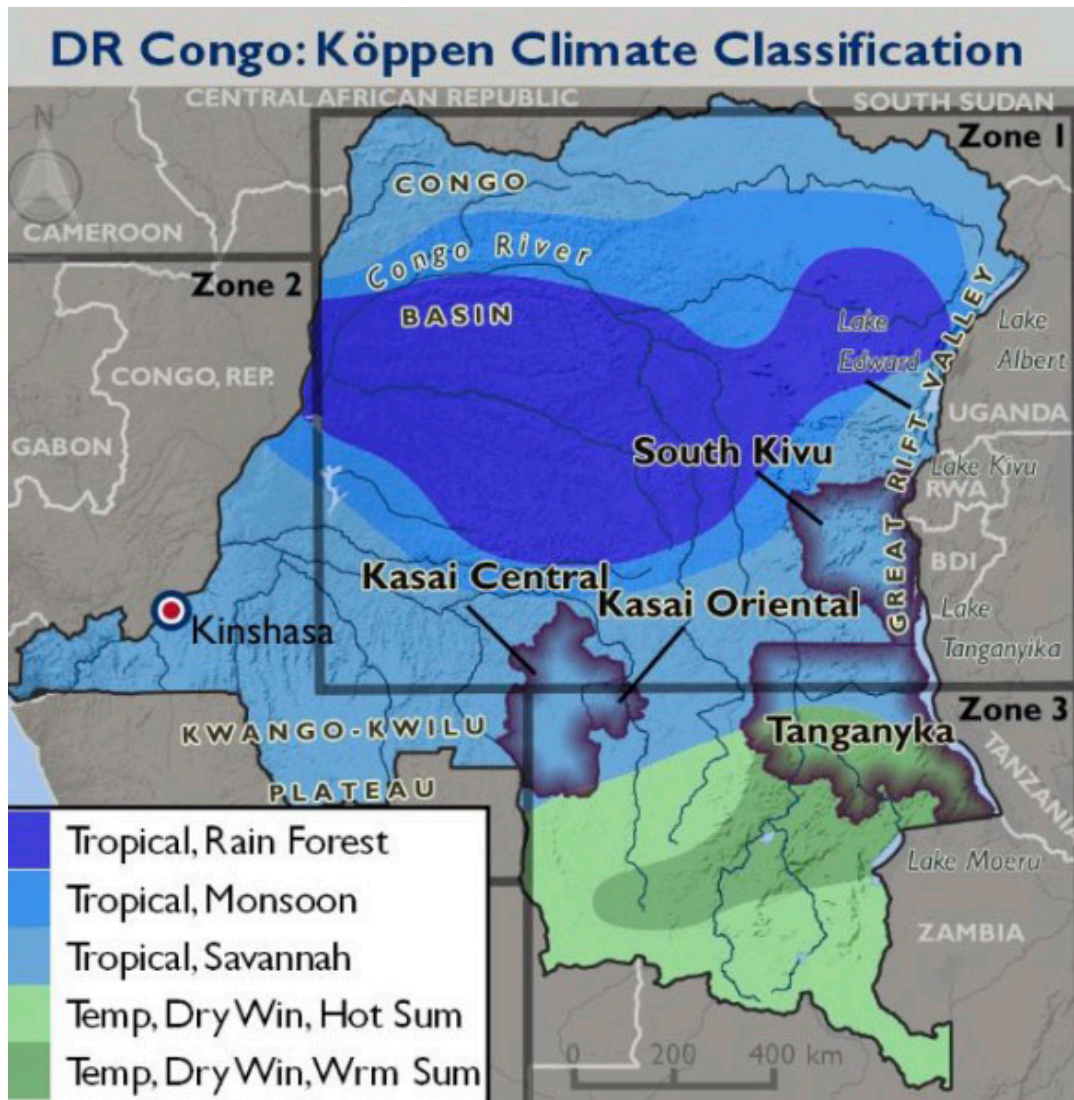 DR Congo: Köppen Climate Classification
CENTRAL AFRICAN REPUBLIC
SOUTH SUDAN
N
Zone 1
CONGO
CAMEROON
Congo River
Zone 2
BASIN
Lake
Edward
Lake
Albert
CONGO, REP.
GREAT RIFT VALLEY
UGANDA
GABON
South Kivu
Lake Kivu
RWA
BDI
Kasai Central
Kasai Oriental
Lake
Tanganyika
Kinshasa
Zone 3
KWANGO-KWILU
PLATEAU
Tanganyka
TANZANIA
Tropical, Rain Forest
Lake Moeru
Tropical, Monsoon
ZAMBIA
Tropical, Savannah
Temp, Dry Win, Hot Sum
0 200 400 km
Temp, Dry Win, Wrm Sum